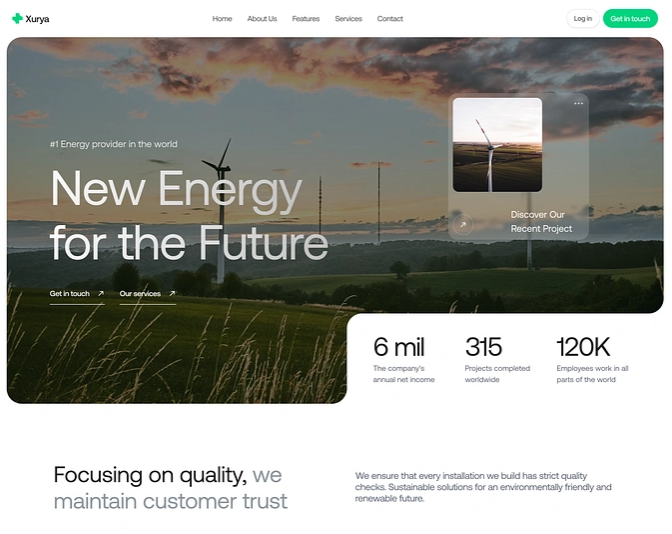 Xurya
Home
About Us
Features
Services
Contact
Log in
Get in touch
#1 Energy provider in the world
New Energy
for the Future
Get in touch
Our services
Discover Our
Recent Project
6 mil
The company's
annual net income
315
Projects completed
worldwide
120K
Employees work in all
parts of the world
Focusing on quality, we
maintain customer trust
We ensure that every installation we build has strict quality
checks. Sustainable solutions for an environmentally friendly and
renewable future.